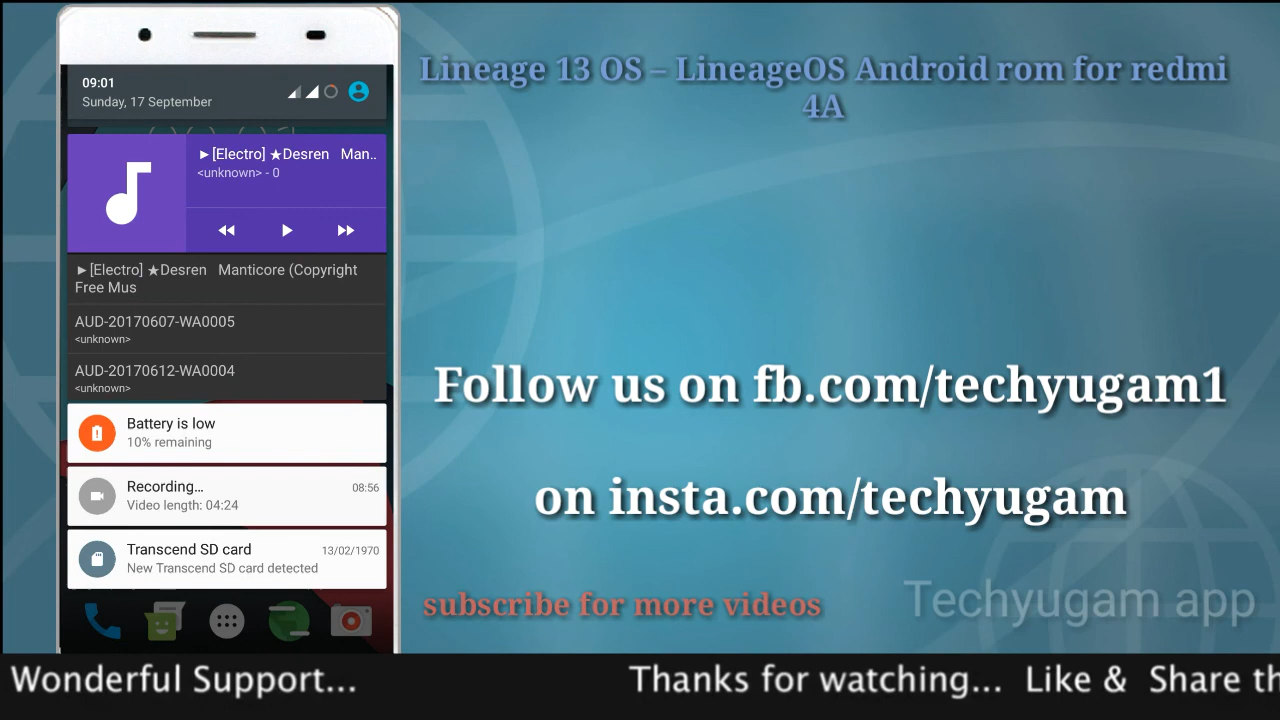 09:01
Sunday, 17 September
►[Electro] ★Desren Man..
<unknown> - 0
►[Electro] ★Desren Manticore (Copyright
Free Mus
AUD-20170607-WA0005
<unknown>
AUD-20170612-WA0004
<unknown>
Battery is low
10% remaining
Recording…
08:56
Video length: 04:24
Transcend SD card
13/02/1970
New Transcend SD card detected
Lineage 13 OS – LineageOS Android rom for redmi
4A
Follow us on fb.com/techyugam1
on insta.com/techyugam
subscribe for more videos
Techyugam app
Wonderful Support... Thanks for watching... Like & Share th